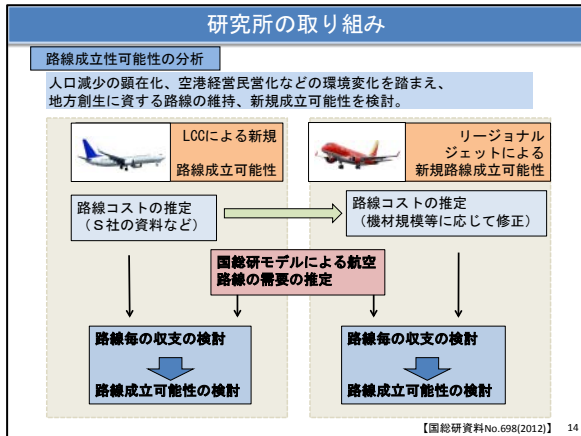 研究所の取り組み
路線成立性可能性の分析
人口減少の顕在化、空港経営民営化などの環境変化を踏まえ、
地方創生に資する路線の維持、新規成立可能性を検討。
LCCによる新規
路線成立可能性
リージョナル
ジェットによる
新規路線成立可能性
路線コストの推定
（S社の資料など）
路線コストの推定
（機材規模等に応じて修正）
国総研モデルによる航空
路線の需要の推定
路線毎の収支の検討
路線成立可能性の検討
路線毎の収支の検討
路線成立可能性の検討
【国総研資料No.698(2012)】 14